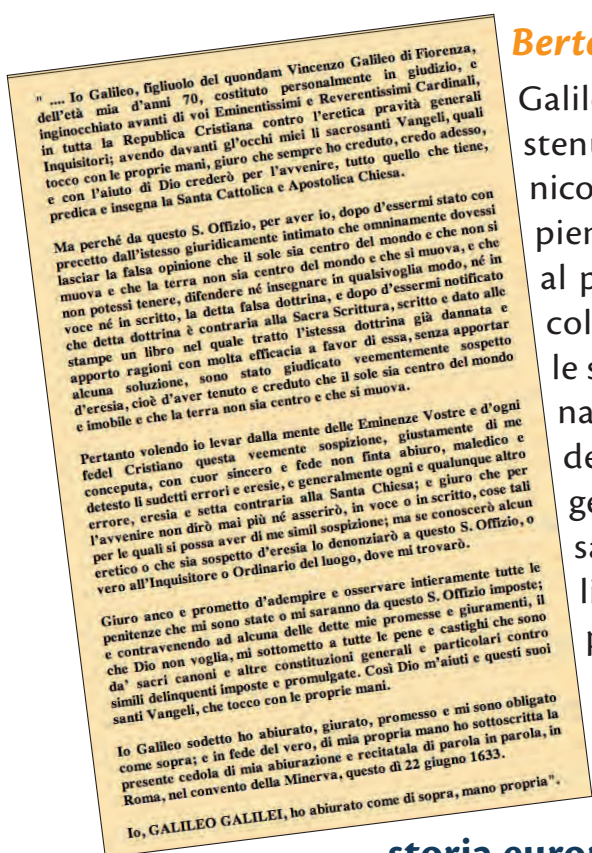 " .... Io Galileo, figliuolo del quondam Vincenzo Galileo di Fiorenza,
dell'età mia d'anni 70, costituto personalmente in giudizio, e
inginocchiato avanti di voi Eminentissimi e Reverentissimi Cardinali,
in tutta la Republica Cristiana contro l'eretica pravità generali
Inquisitori; avendo davanti gl'occhi miei li sacrosanti Vangeli, quali
tocco con le proprie mani, giuro che sempre ho creduto, credo adesso,
e con l'aiuto di Dio crederò per l'avvenire, tutto quello che tiene,
predica e insegna la Santa Cattolica e Apostolica Chiesa.
Ma perché da questo S. Offizio, per aver io, dopo d'essermi stato con
precetto dall'istesso giuridicamente intimato che omninamente dovessi
lasciar la falsa opinione che il sole sia centro del mondo e che non si
muova e che la terra non sia centro del mondo e che si muova, e che
non potessi tenere, difendere né insegnare in qualsivoglia modo, né in
voce né in scritto, la detta falsa dottrina, e dopo d'essermi notificato
che detta dottrina è contraria alla Sacra Scrittura, scritto e dato alle
stampe un libro nel quale tratto l'istessa dottrina già dannata e
apporto ragioni con molta efficacia a favor di essa, senza apportar
alcuna soluzione, sono stato giudicato veementemente sospetto
d'eresia, cioè d'aver tenuto e creduto che il sole sia centro del mondo
e imobile e che la terra non sia centro e che si muova.
Pertanto volendo io levar dalla mente delle Eminenze Vostre e d'ogni
fedel Cristiano questa veemente sospizione, giustamente di me
conceputa, con cuor sincero e fede non finta abiuro, maledico e
detesto li sudetti errori e eresie, e generalmente ogni e qualunque altro
errore, eresia e setta contraria alla Santa Chiesa; e giuro che per
l'avvenire non dirò mai più né asserirò, in voce o in scritto, cose tali
per le quali si possa aver di me simil sospizione; ma se conoscerò alcun
eretico o che sia sospetto d'eresia lo denonziarò a questo S. Offizio, o
vero all'Inquisitore o Ordinario del luogo, dove mi trovarò.
Giuro anco e prometto d'adempire e osservare intieramente tutte le
penitenze che mi sono state o mi saranno da questo S. Offizio imposte;
e contravenendo ad alcuna delle dette mie promesse e giuramenti, il
che Dio non voglia, mi sottometto a tutte le pene e castighi che sono
da' sacri canoni e altre constituzioni generali e particolari contro
simili delinquenti imposte e promulgate. Così Dio m'aiuti e questi suoi
santi Vangeli, che tocco con le proprie mani.
Io Galileo sodetto ho abiurato, giurato, promesso e mi sono obligato
come sopra; e in fede del vero, di mia propria mano ho sottoscritta la
presente cedola di mia abiurazione e recitatala di parola in parola, in
Roma, nel convento della Minerva, questo dì 22 giugno 1633.
Io, GALILEO GALILEI, ho abiurato come di sopra, mano propria".
Berto
Galile
stenu
nico
pien
al p
col
le s
na
de
ge
sa
li
p
storia europ